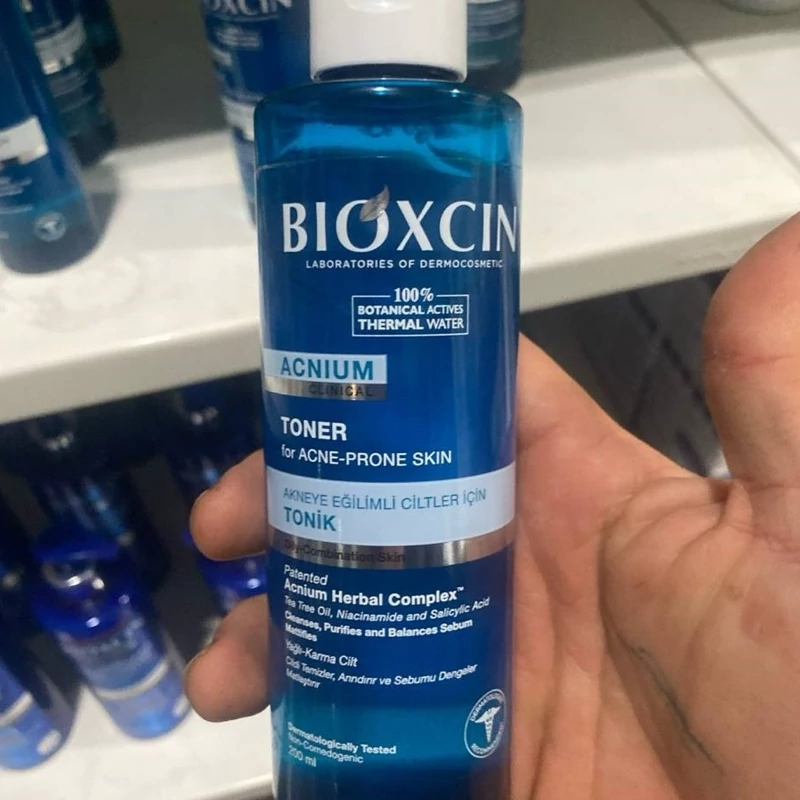 BIOXCIN
BIOXCIN
LABORATORIES OF DERMOCOSMETIC
100%
BOTANICAL ACTIVES
THERMAL WATER
ACNIUM
CLINICAL
TONER
for ACNE-PRONE SKIN
AKNEYE EĞİLİMLİ CİLTLER İÇİN
TONİK
Oily-Combination Skin
Patented
Acnium Herbal Complex™
Tea Tree Oil, Niacinamide and Salicylic Acid
Cleanses, Purifies and Balances Sebum
Mattifies
Yağlı-Karma Cilt
Cildi Temizler, Arındırır ve Sebumu Dengeler
Matlaştırır
Dermatologically Tested
Non-Comedogenic
200 ml
DERMATOLOGIST
RECOMMENDED